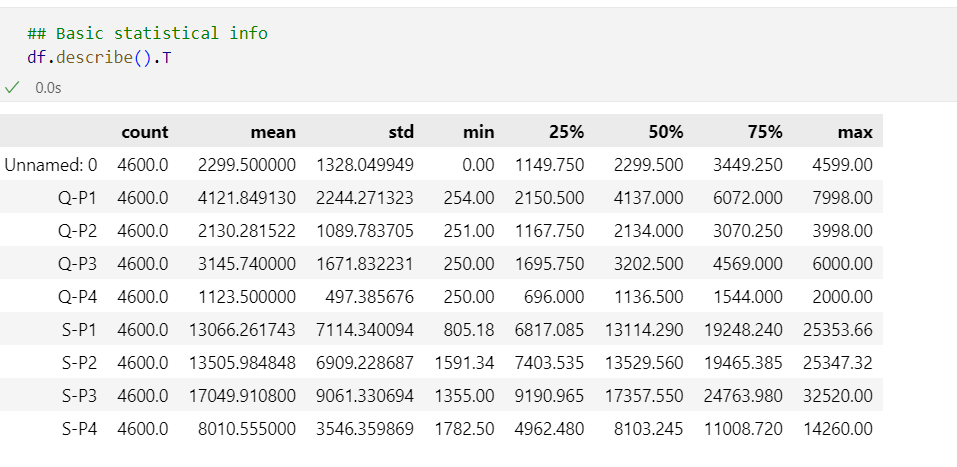 ## Basic statistical info
df.describe().T
0.0s
count mean std min 25% 50% 75% max
Unnamed: 0 4600.0 2299.500000 1328.049949 0.00 1149.750 2299.500 3449.250 4599.00
Q-P1 4600.0 4121.849130 2244.271323 254.00 2150.500 4137.000 6072.000 7998.00
Q-P2 4600.0 2130.281522 1089.783705 251.00 1167.750 2134.000 3070.250 3998.00
Q-P3 4600.0 3145.740000 1671.832231 250.00 1695.750 3202.500 4569.000 6000.00
Q-P4 4600.0 1123.500000 497.385676 250.00 696.000 1136.500 1544.000 2000.00
S-P1 4600.0 13066.261743 7114.340094 805.18 6817.085 13114.290 19248.240 25353.66
S-P2 4600.0 13505.984848 6909.228687 1591.34 7403.535 13529.560 19465.385 25347.32
S-P3 4600.0 17049.910800 9061.330694 1355.00 9190.965 17357.550 24763.980 32520.00
S-P4 4600.0 8010.555000 3546.359869 1782.50 4962.480 8103.245 11008.720 14260.00